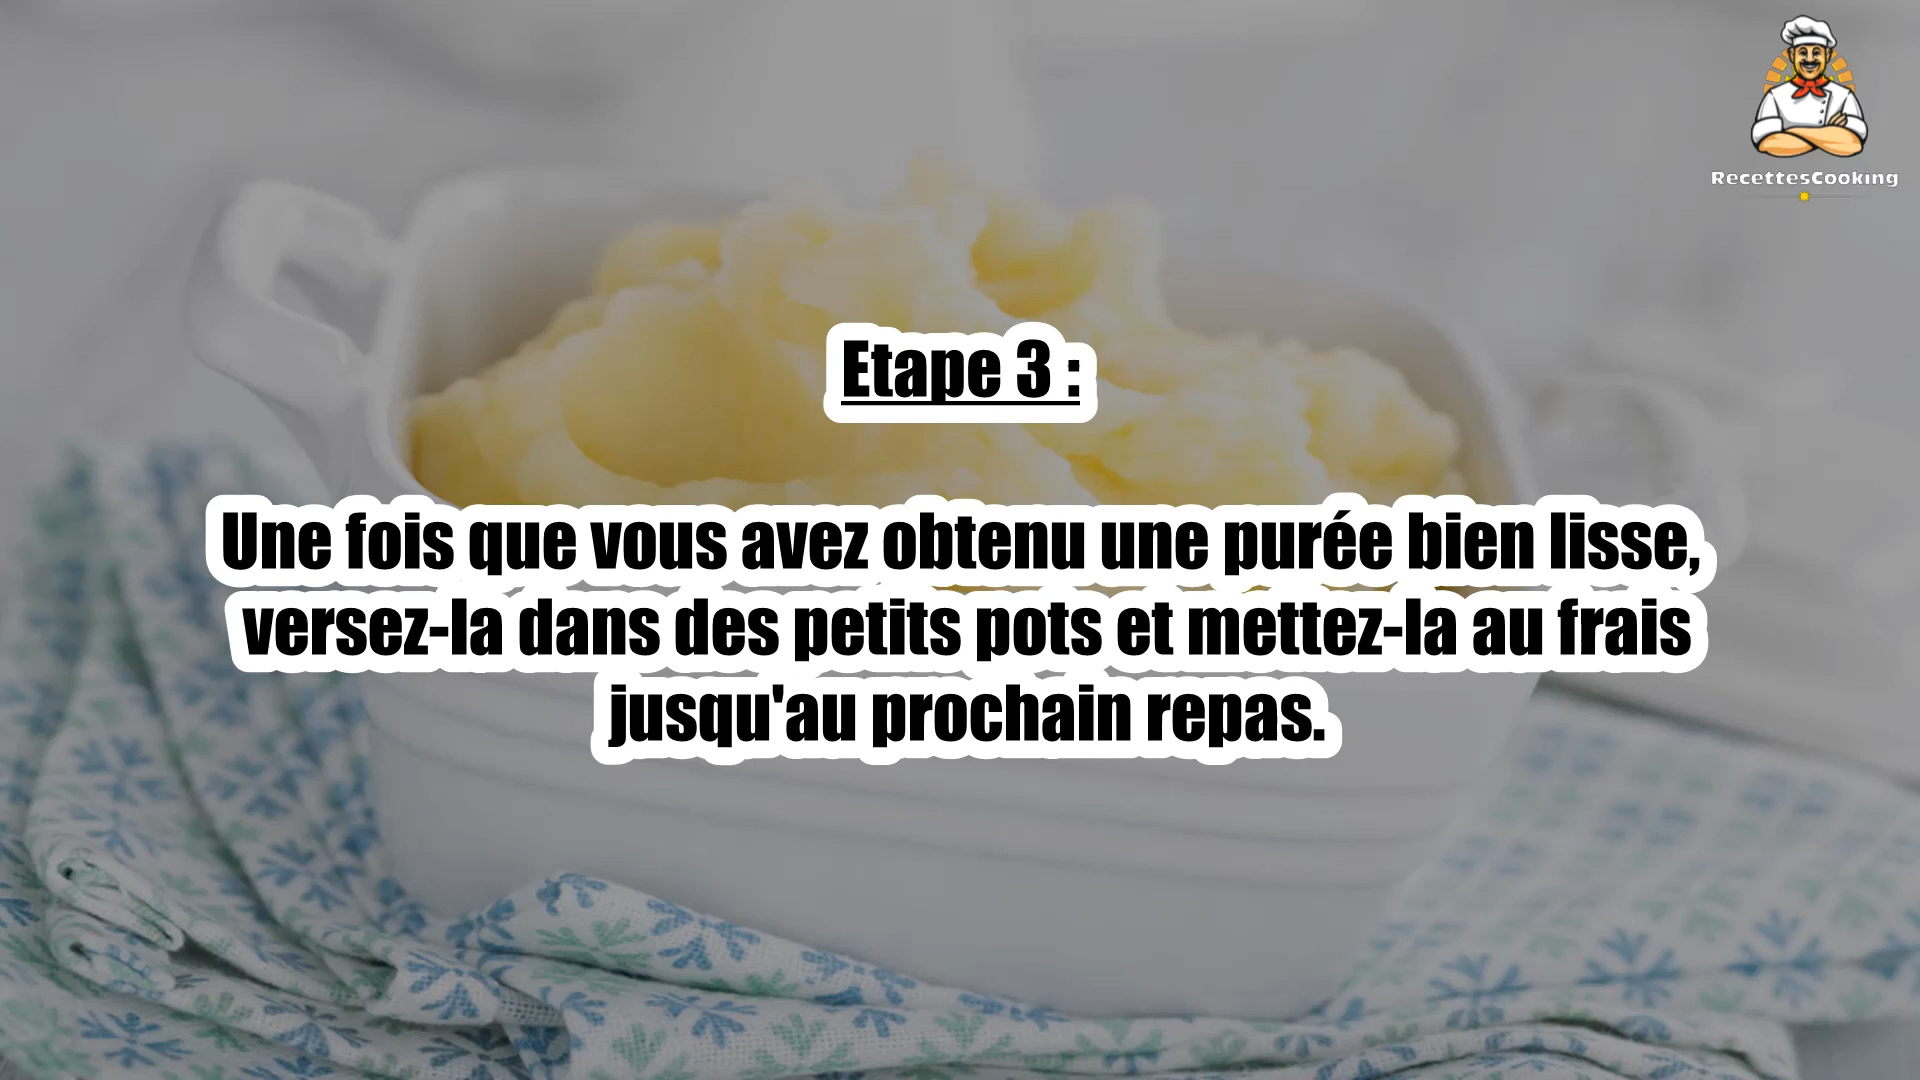 RecettesCooking
Etape 3 :
Une fois que vous avez obtenu une purée bien lisse,
versez-la dans des petits pots et mettez-la au frais
jusqu'au prochain repas.